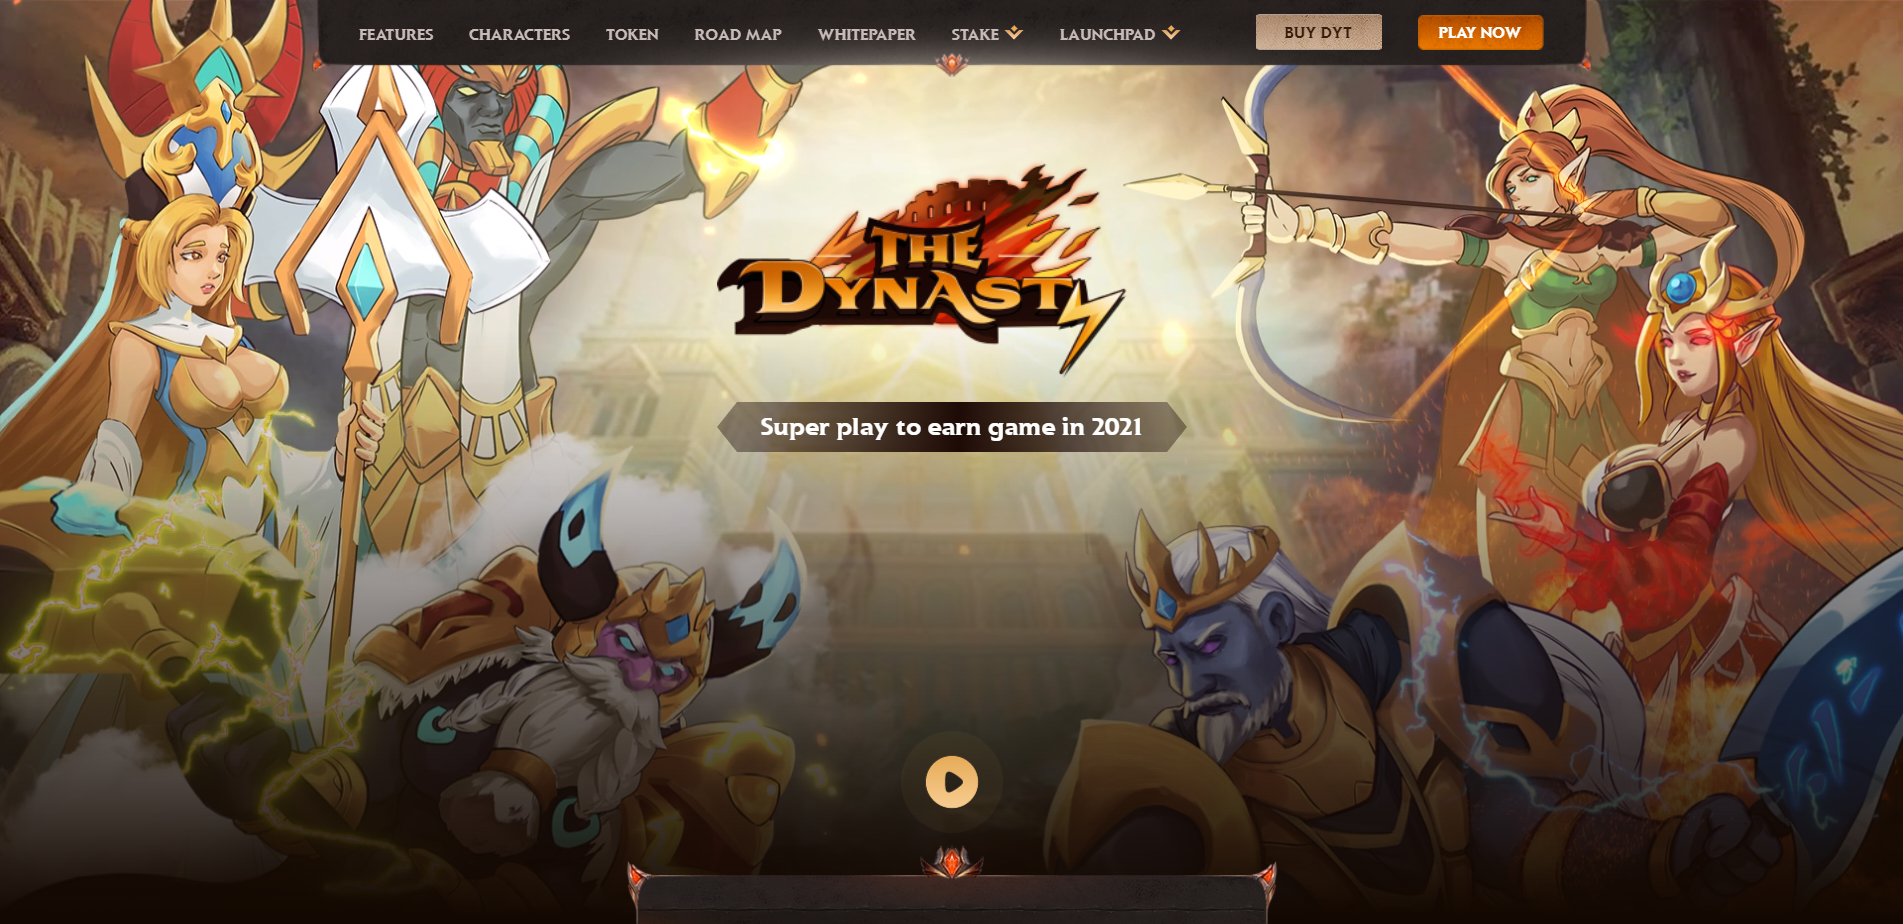 FEATURES CHARACTERS TOKEN ROAD MAP WHITEPAPER STAKE LAUNCHPAD BUY DYT PLAY NOW
THE
DYNASTY
Super play to earn game in 2021